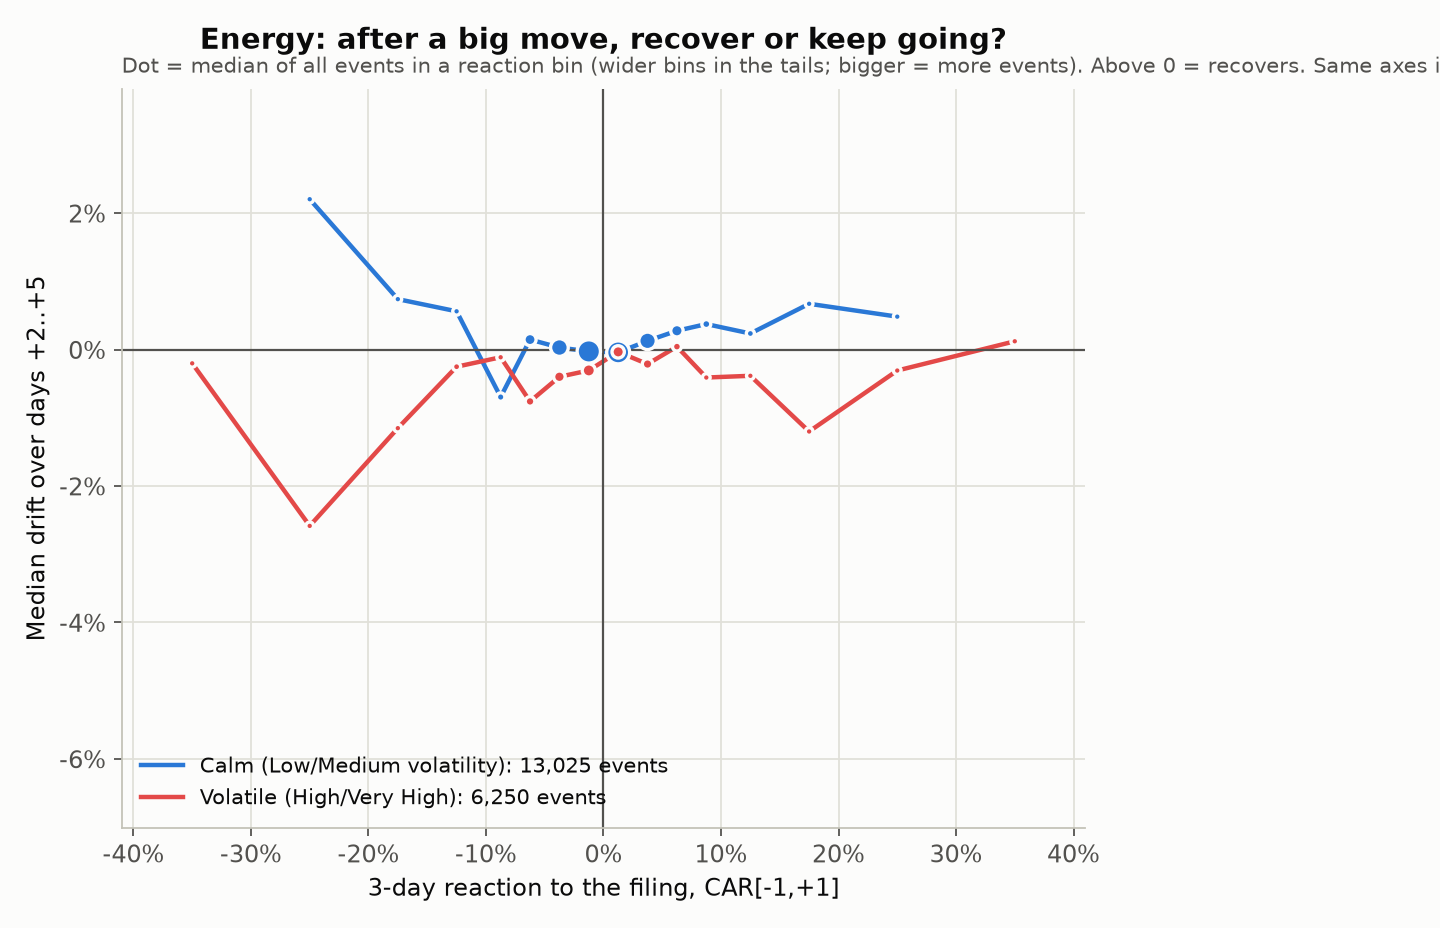 Energy: after a big move, recover or keep going?
Dot = median of all events in a reaction bin (wider bins in the tails; bigger = more events). Above 0 = recovers. Same axes i
Median drift over days +2..+5
2%
0%
-2%
-4%
-6%
Calm (Low/Medium volatility): 13,025 events
Volatile (High/Very High): 6,250 events
-40%
-30%
-20%
-10%
0%
10%
20%
30%
40%
3-day reaction to the filing, CAR[-1,+1]